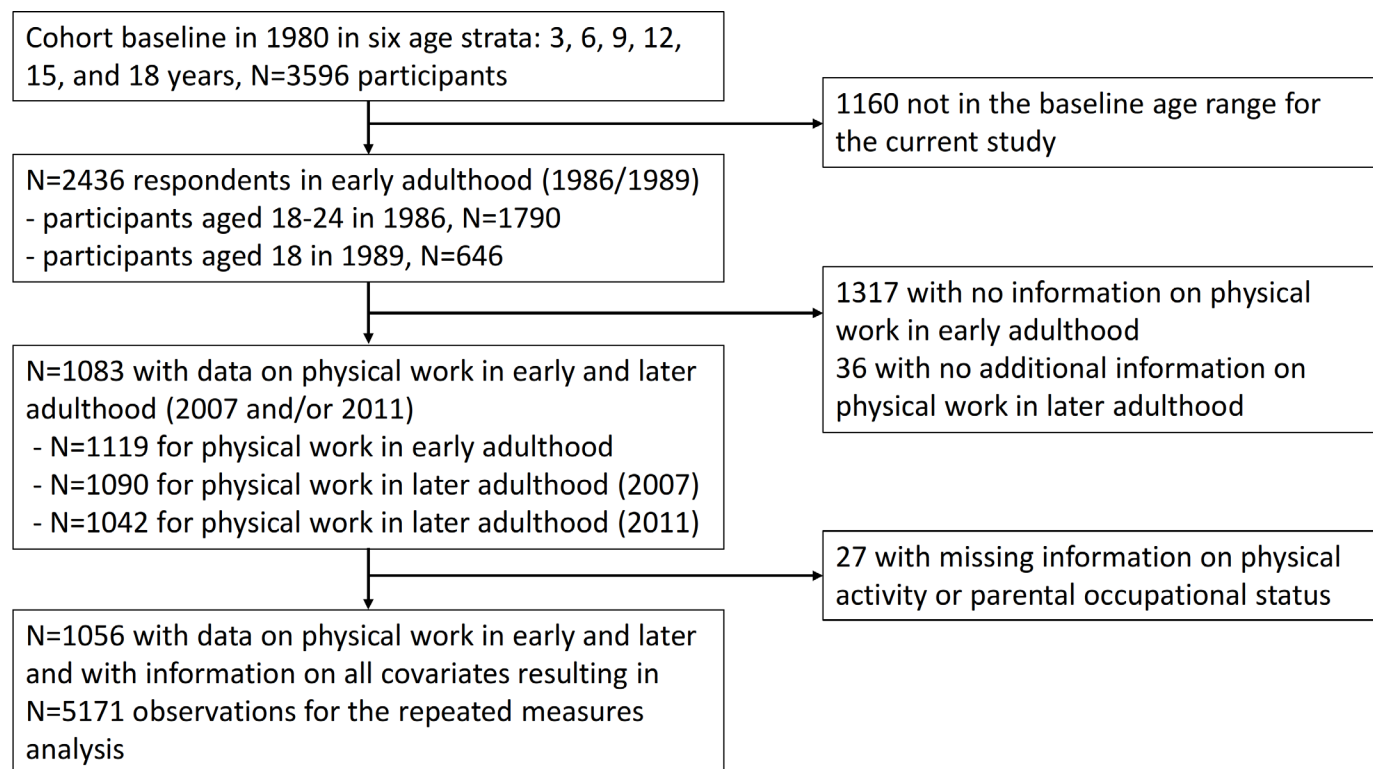 Cohort baseline in 1980 in six age strata: 3, 6, 9, 12,
15, and 18 years, N=3596 participants
1160 not in the baseline age range for
the current study
N=2436 respondents in early adulthood (1986/1989)
- participants aged 18-24 in 1986, N=1790
- participants aged 18 in 1989, N=646
1317 with no information on physical
work in early adulthood
36 with no additional information on
physical work in later adulthood
N=1083 with data on physical work in early and later
adulthood (2007 and/or 2011)
- N=1119 for physical work in early adulthood
- N=1090 for physical work in later adulthood (2007)
- N=1042 for physical work in later adulthood (2011)
27 with missing information on physical
activity or parental occupational status
N=1056 with data on physical work in early and later
and with information on all covariates resulting in
N=5171 observations for the repeated measures
analysis